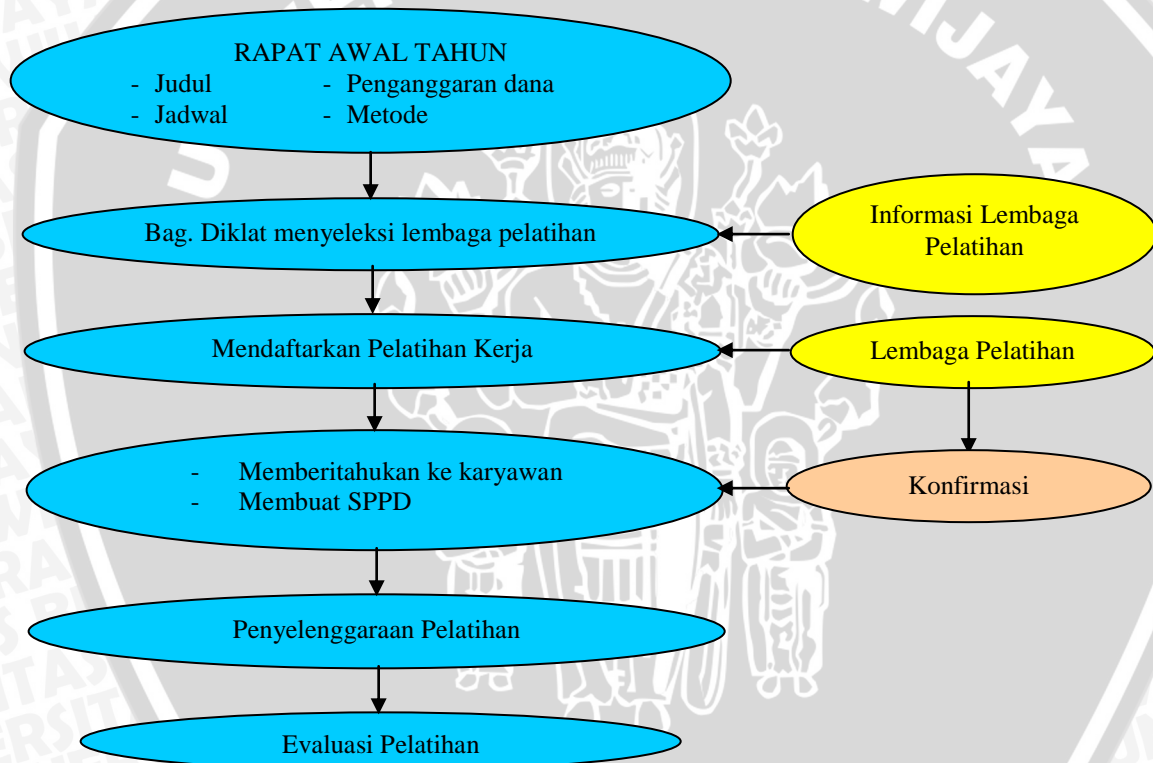 RAPAT AWAL TAHUN
- Judul - Penganggaran dana
- Jadwal - Metode
Bag. Diklat menyeleksi lembaga pelatihan
Informasi Lembaga
Pelatihan
Mendaftarkan Pelatihan Kerja
Lembaga Pelatihan
- Memberitahukan ke karyawan
- Membuat SPPD
Konfirmasi
Penyelenggaraan Pelatihan
Evaluasi Pelatihan